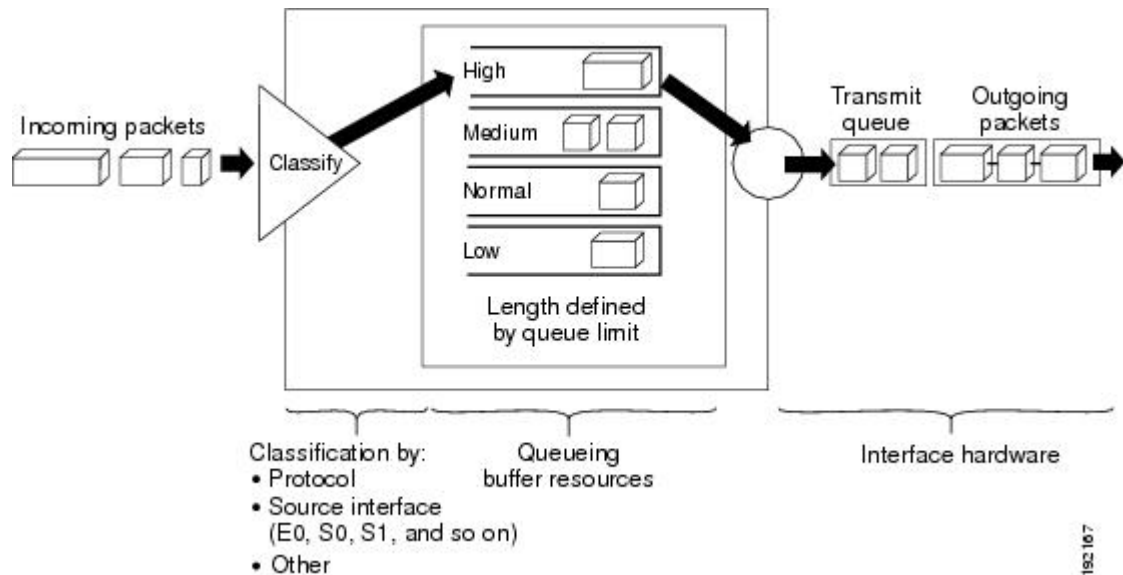 Incoming packets
Classify
High
Medium
Normal
Low
Length defined
by queue limit
Transmit
queue
Outgoing
packets
Classification by:
• Protocol
• Source interface
(E0, S0, S1, and so on)
• Other
Queueing
buffer resources
Interface hardware
192167